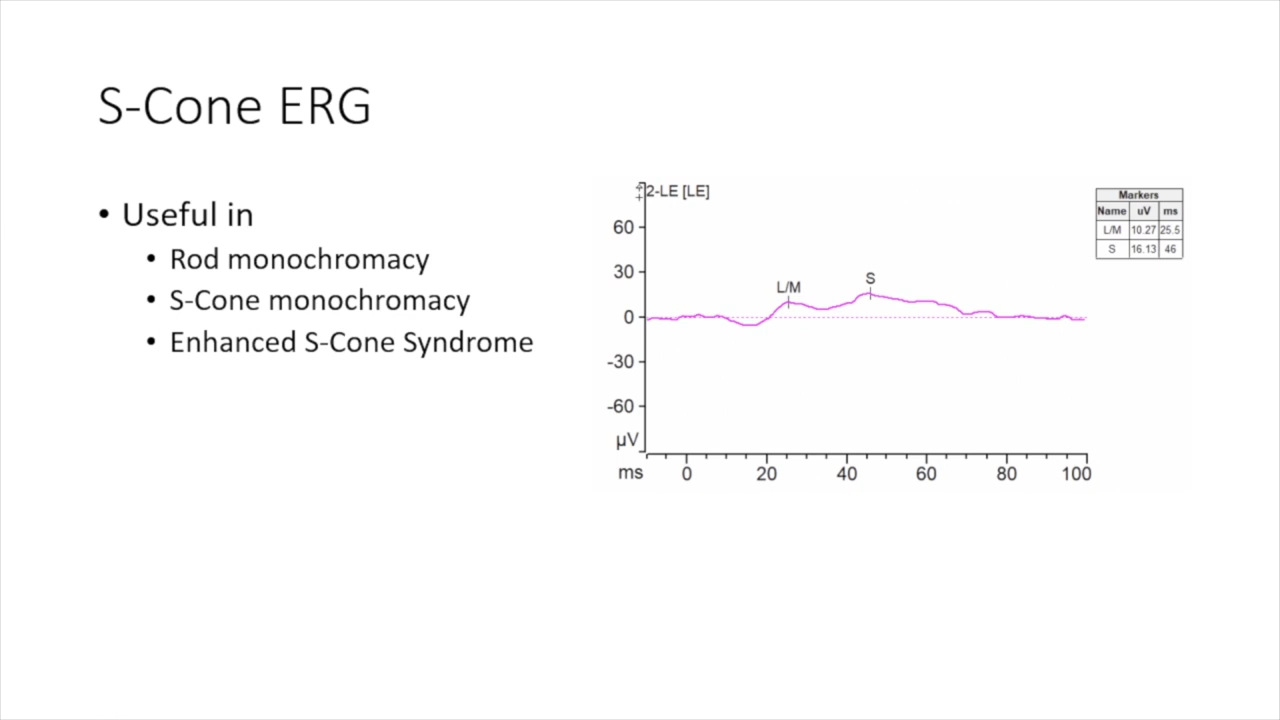 S-Cone ERG
• Useful in
• Rod monochromacy
• S-Cone monochromacy
• Enhanced S-Cone Syndrome
2-LE [LE]
60
30
0
-30
-60
µV
L/M
S
ms
0 20 40 60 80 100
Markers
Name uV ms
L/M 10.27 25.5
S 16.13 46